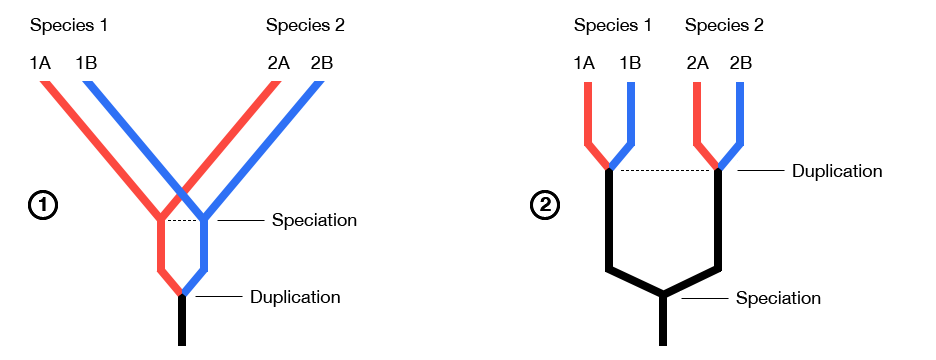 Species 1 Species 2
1A 1B 2A 2B
1
Speciation
Duplication
Species 1 Species 2
1A 1B 2A 2B
Duplication
2
Speciation